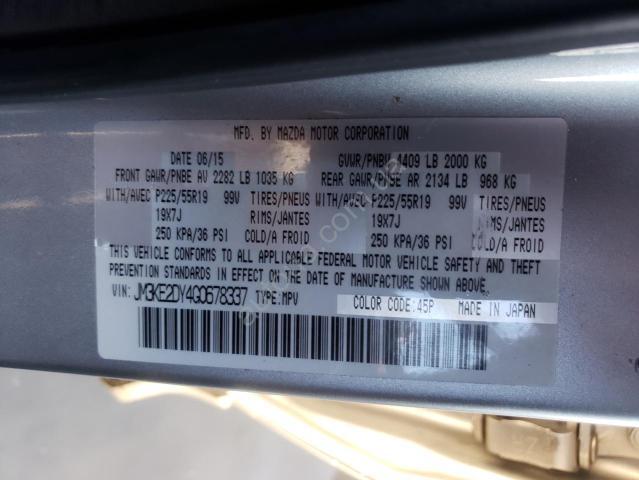 MFD. BY MAZDA MOTOR CORPORATION
DATE 06/15 GVWR/PNBV 4409 LB 2000 KG
FRONT GAWR/PNBE AV 2282 LB 1035 KG REAR GAWR/PBSE AR 2134 LB 968 KG
WITH/AVEC P225/55R19 99V TIRES/PNEUS WITH/AVEC P225/55R19 99V TIRES/PNEUS
19X7J RIMS/JANTES 19X7J RIMS/JANTES
250 KPA/36 PSI COLD/A FROID 250 KPA/36 PSI COLD/A FROID
THIS VEHICLE CONFORMS TO ALL APPLICABLE FEDERAL MOTOR VEHICLE SAFETY AND THEFT
PREVENTION STANDARDS IN EFFECT ON THE DATE OF MANUFACTURE SHOWN ABOVE.
VIN: JM3KE2DY4G0678337 TYPE:MPV COLOR CODE:45P MADE IN JAPAN